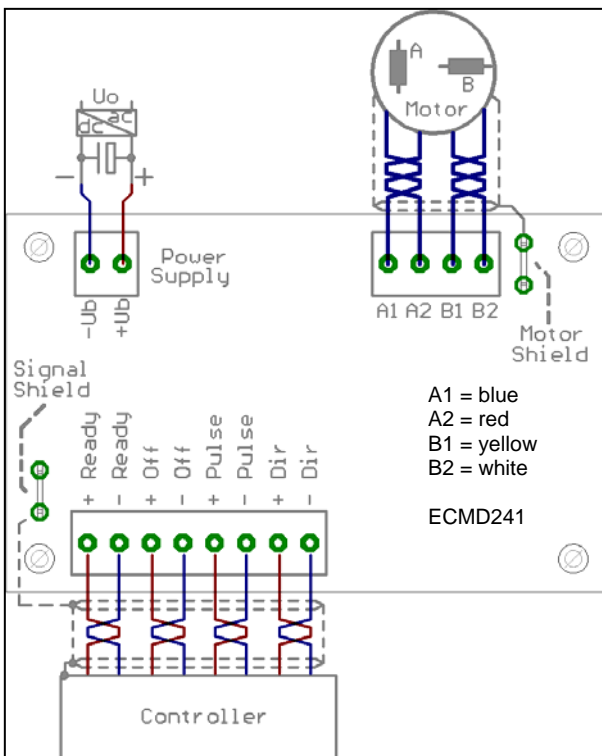 Uo
dc ac
- +
A
B
Motor
Power
Supply
-Ub
+Ub
A1 A2 B1 B2
Motor
Shield
Signal
Shield
A1 = blue
A2 = red
B1 = yellow
B2 = white
ECMD241
+ Ready
- Ready
+ Off
- Off
+ Pulse
- Pulse
+ Dir
- Dir
Controller